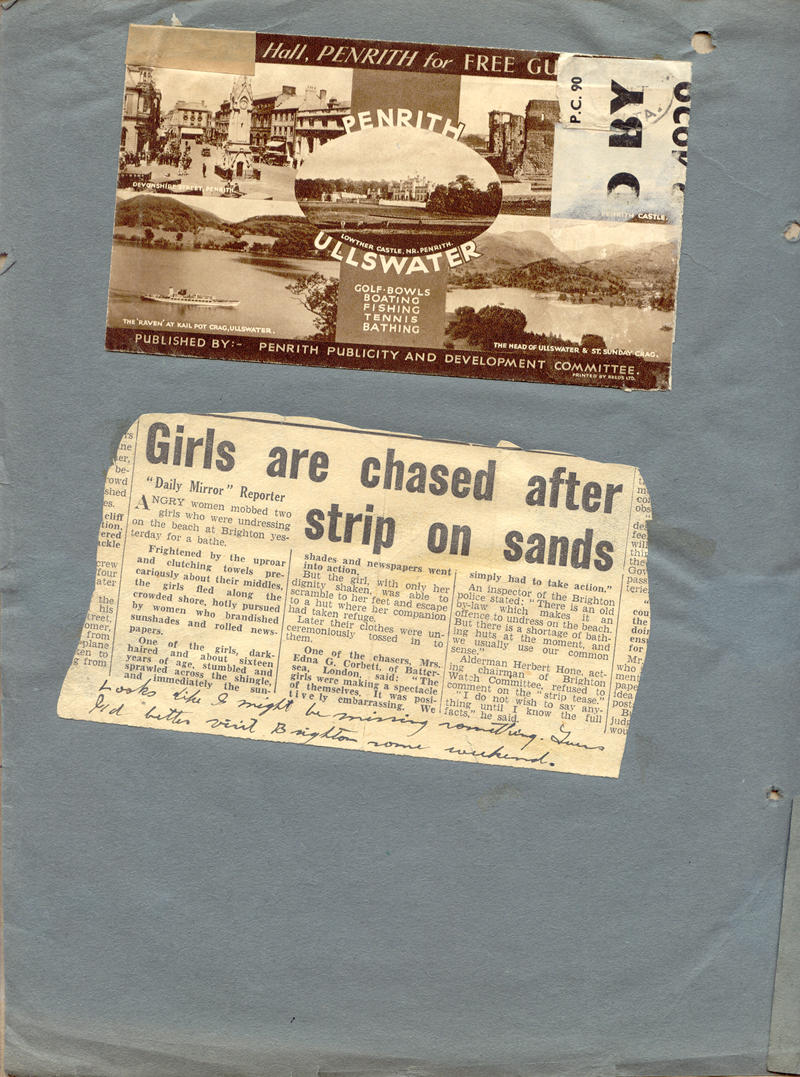 Hall, PENRITH for FREE GU
P.C. 90
D BY
A.
4929
PENRITH
DEVONSHIRE STREET, PENRITH.
PENRITH CASTLE.
LOWTHER CASTLE, NR. PENRITH.
ULLSWATER
GOLF·BOWLS
BOATING
FISHING
TENNIS
BATHING
THE 'RAVEN' AT KAIL POT CRAG, ULLSWATER.
THE HEAD OF ULLSWATER & ST. SUNDAY CRAG.
PUBLISHED BY:- PENRITH PUBLICITY AND DEVELOPMENT COMMITTEE.
PRINTED BY REEDS LTD.
Girls are chased after
strip on sands
"Daily Mirror" Reporter
ANGRY women mobbed two
girls who were undressing
on the beach at Brighton yes-
terday for a bathe.
Frightened by the uproar
and clutching towels pre-
cariously about their middles,
the girls fled along the
crowded shore, hotly pursued
by women who brandished
sunshades and rolled news-
papers.
One of the girls, dark-
haired and about sixteen
years of age, stumbled and
sprawled across the shingle,
and immediately the sun-
shades and newspapers went
into action.
But the girl, with only her
dignity shaken, was able to
scramble to her feet and escape
to a hut where her companion
had taken refuge.
Later their clothes were un-
ceremoniously tossed in to
them.
One of the chasers, Mrs.
Edna G. Corbett, of Batter-
sea, London, said: "The
girls were making a spectacle
of themselves. It was posi-
tively embarrassing. We
simply had to take action."
An inspector of the Brighton
police stated: "There is an old
by-law which makes it an
offence to undress on the beach.
But there is a shortage of bath-
ing huts at the moment, and
we usually use our common
sense."
Alderman Herbert Hone, act-
ing chairman of Brighton
Watch Committee, refused to
comment on the "strip tease."
"I do not wish to say any-
thing until I know the full
facts," he said.
Looks like I might be missing something. Guess
I'd better visit Brighton some weekend.